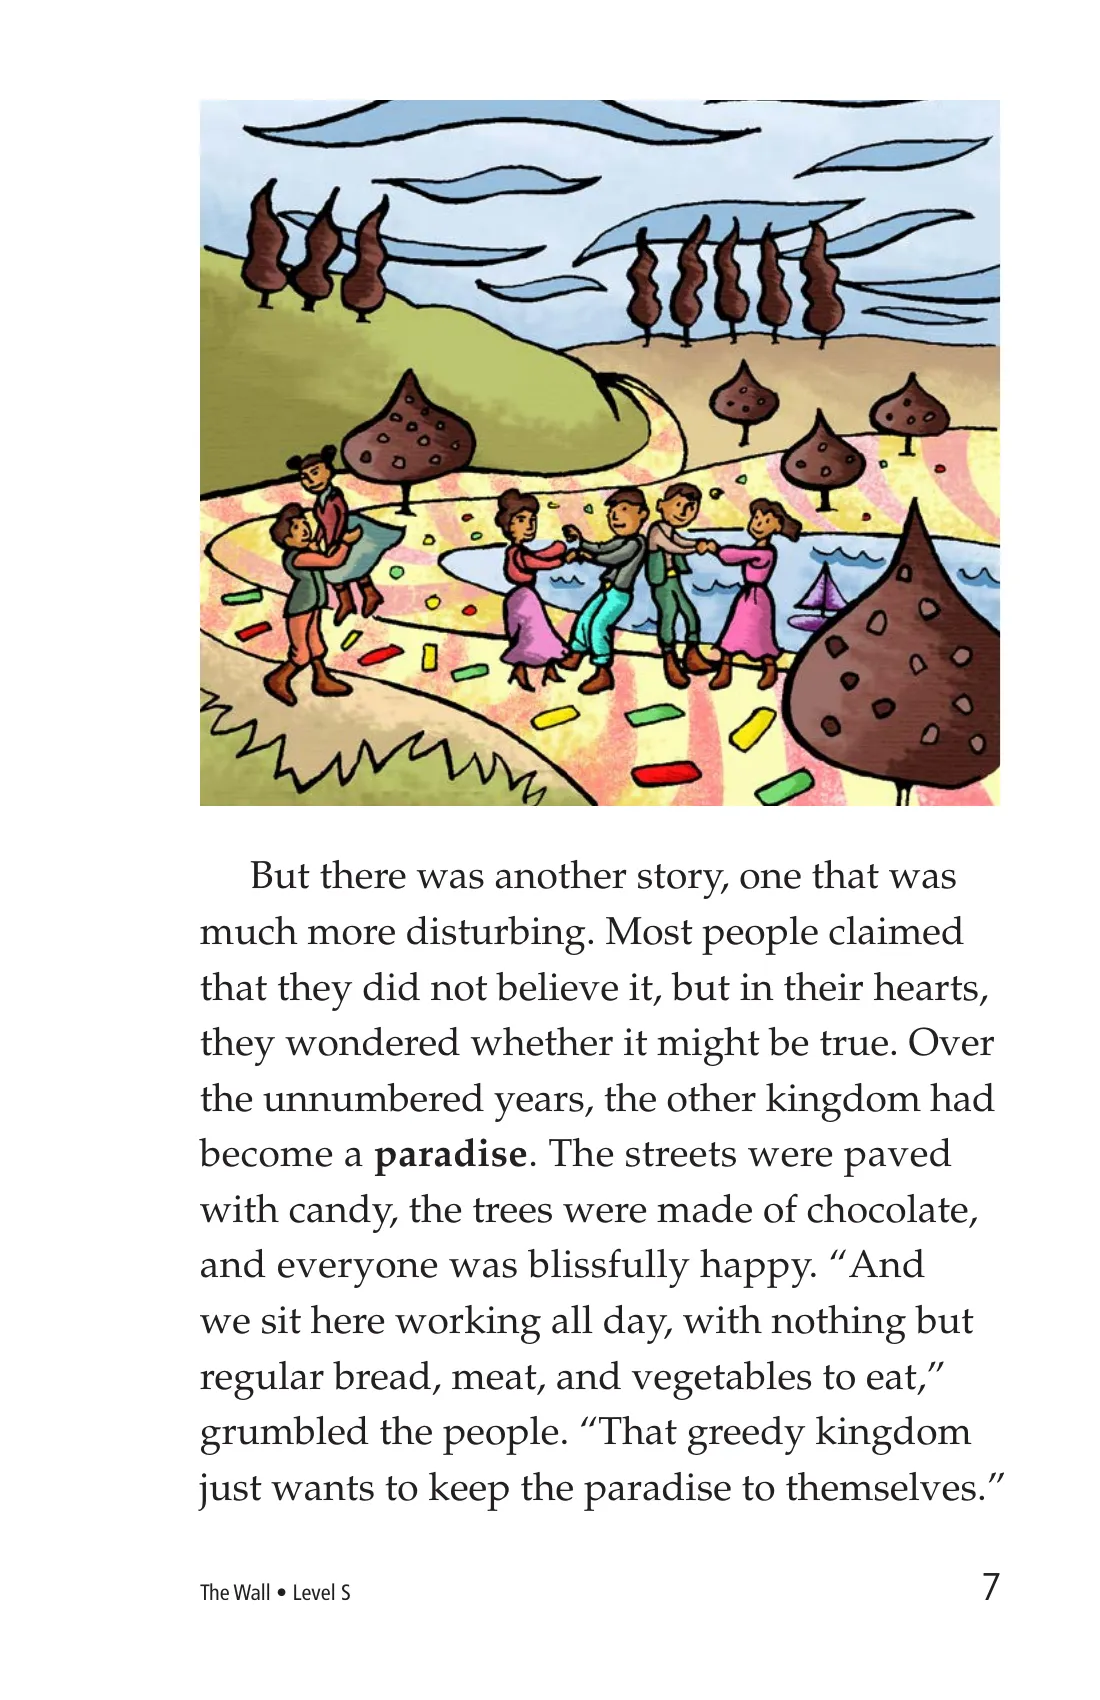 But there was another story, one that was
much more disturbing. Most people claimed
that they did not believe it, but in their hearts,
they wondered whether it might be true. Over
the unnumbered years, the other kingdom had
become a paradise. The streets were paved
with candy, the trees were made of chocolate,
and everyone was blissfully happy. “And
we sit here working all day, with nothing but
regular bread, meat, and vegetables to eat,”
grumbled the people. “That greedy kingdom
just wants to keep the paradise to themselves.”
The Wall • Level S
7